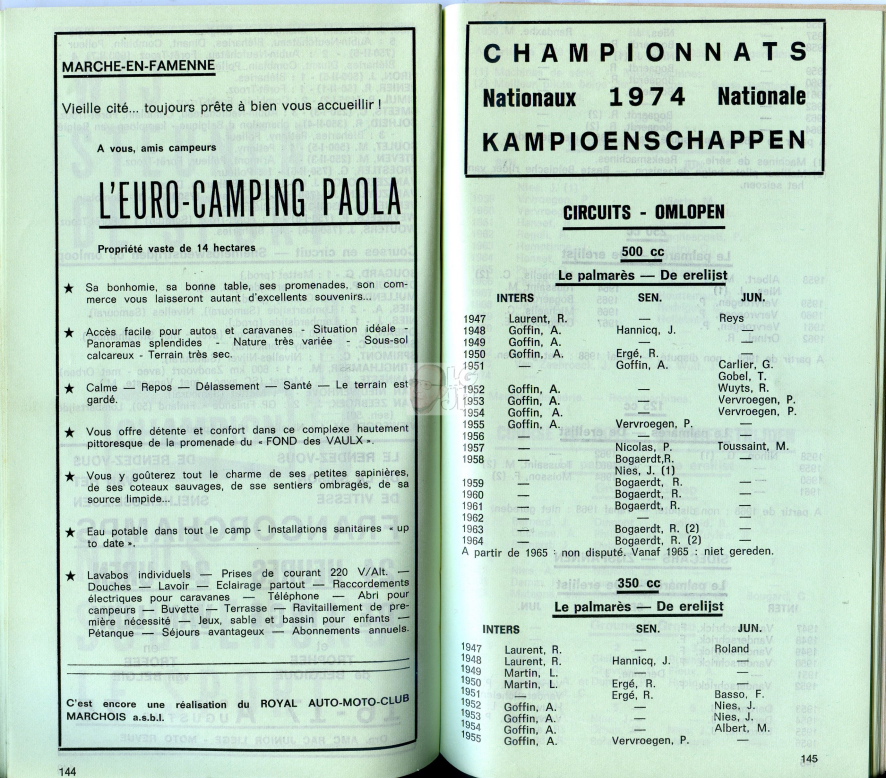 MARCHE-EN-FAMENNE
Vieille cité... toujours prête à bien vous accueillir !
A vous, amis campeurs
L'EURO-CAMPING PAOLA
Propriété vaste de 14 hectares
★ Sa bonhomie, sa bonne table, ses promenades, son com-
merce vous laisseront autant d'excellents souvenirs...
★ Accès facile pour autos et caravanes - Situation idéale -
Panoramas splendides - Nature très variée - Sous-sol
calcareux - Terrain très sec.
★ Calme — Repos — Délassement — Santé — Le terrain est
gardé.
★ Vous offre détente et confort dans ce complexe hautement
pittoresque de la promenade du « FOND des VAULX ».
★ Vous y goûterez tout le charme de ses petites sapinières,
de ses coteaux sauvages, de sse sentiers ombragés, de sa
source limpide...
★ Eau potable dans tout le camp - Installations sanitaires « up
to date ».
★ Lavabos individuels — Prises de courant 220 V/Alt. —
Douches — Lavoir — Eclairage partout — Raccordements
électriques pour caravanes — Téléphone — Abri pour
campeurs — Buvette — Terrasse — Ravitaillement de pre-
mière nécessité — Jeux, sable et bassin pour enfants —
Pétanque — Séjours avantageux — Abonnements annuels.
C'est encore une réalisation du ROYAL AUTO-MOTO-CLUB
MARCHOIS a.s.b.l.
144
CHAMPIONNATS
Nationaux 1974 Nationale
KAMPIOENSCHAPPEN
CIRCUITS - OMLOPEN
500 cc
Le palmarès — De erelijst
INTERS SEN. JUN.
1947 Laurent, R. — Reys
1948 Goffin, A. Hannicq, J. —
1949 Goffin, A. — —
1950 Goffin, A. Ergé, R. —
1951 — Goffin, A. Carlier, G.
Gobel, T.
1952 Goffin, A. — Wuyts, R.
1953 Goffin, A. — Vervroegen, P.
1954 Goffin, A. — Vervroegen, P.
1955 Goffin, A. Vervroegen, P. —
1956 — — —
1957 — Nicolas, P. Toussaint, M.
1958 — Bogaerdt,R. —
Nies, J. (1)
1959 — Bogaerdt, R. —
1960 — Bogaerdt, R. —
1961 — Bogaerdt, R. —
1962 — — —
1963 — Bogaerdt, R. (2) —
1964 — Bogaerdt, R. (2) —
A partir de 1965 : non disputé. Vanaf 1965 : niet gereden.
350 cc
Le palmarès — De erelijst
INTERS SEN. JUN.
1947 Laurent, R. — Roland
1948 Laurent, R. Hannicq, J. —
1949 Martin, L. — —
1950 Martin, L. Ergé, R. —
1951 — Ergé, R. Basso, F.
1952 Goffin, A. — Nies, J.
1953 Goffin, A. — Nies, J.
1954 Goffin, A. — Albert, M.
1955 Goffin, A. Vervroegen, P. —
145